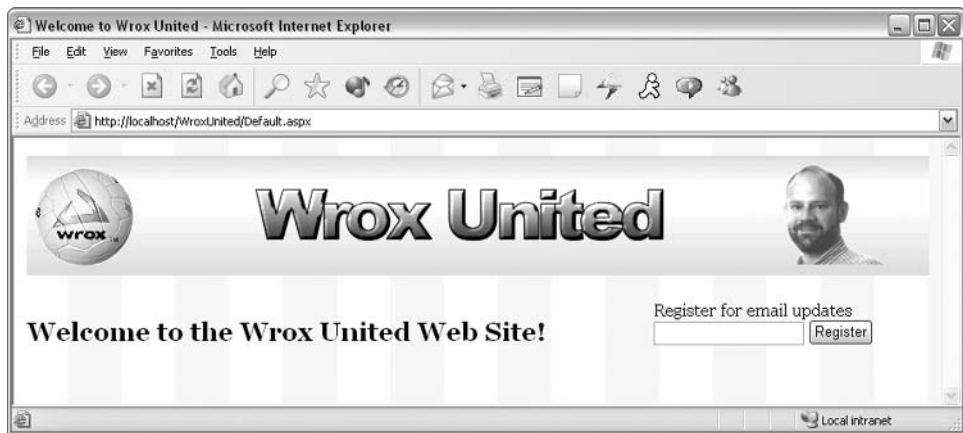 Welcome to Wrox United - Microsoft Internet Explorer
File Edit View Favorites Tools Help
Address http://localhost/WroxUnited/Default.aspx
wrox
Wrox United
Register for email updates
Welcome to the Wrox United Web Site!
Register
Local intranet